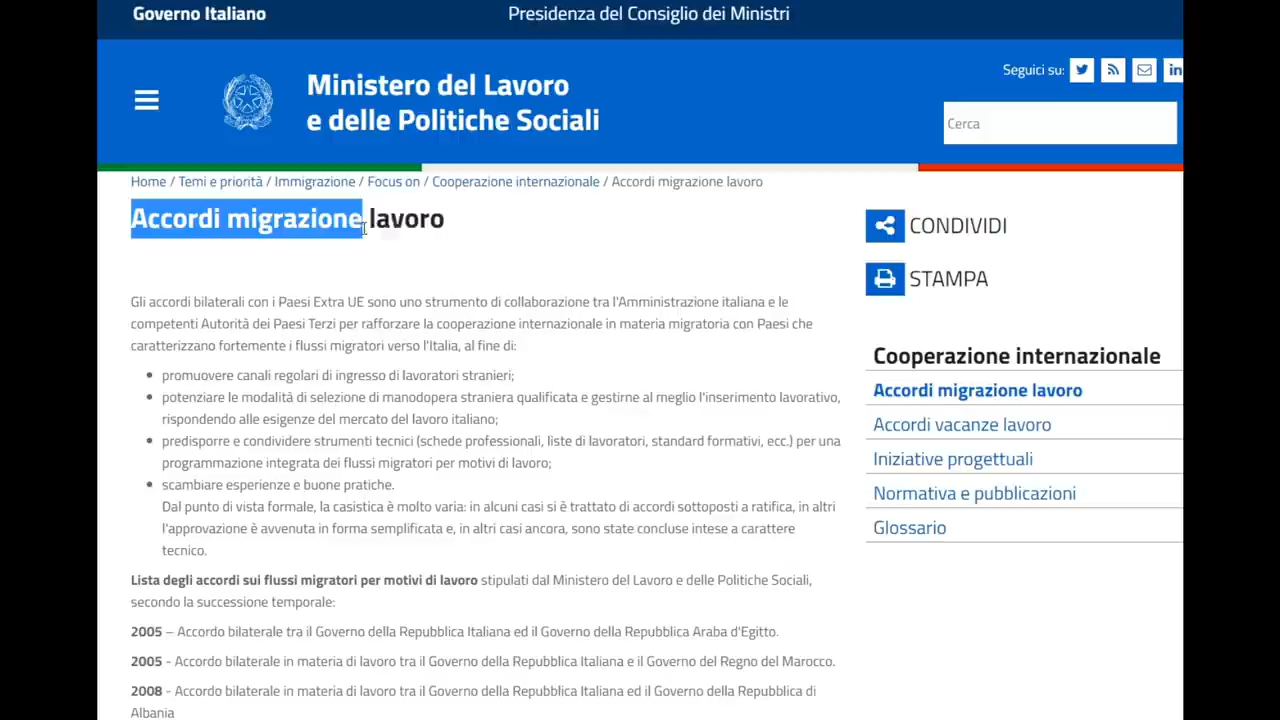 Governo Italiano
Presidenza del Consiglio dei Ministri
Ministero del Lavoro
e delle Politiche Sociali
Seguici su:
in
Cerca
Home / Temi e priorità / Immigrazione / Focus on / Cooperazione internazionale / Accordi migrazione lavoro
Accordi migrazione lavoro
Gli accordi bilaterali con i Paesi Extra UE sono uno strumento di collaborazione tra l'Amministrazione italiana e le
competenti Autorità dei Paesi Terzi per rafforzare la cooperazione internazionale in materia migratoria con Paesi che
caratterizzano fortemente i flussi migratori verso l'Italia, al fine di:
promuovere canali regolari di ingresso di lavoratori stranieri;
potenziare le modalità di selezione di manodopera straniera qualificata e gestirne al meglio l'inserimento lavorativo,
rispondendo alle esigenze del mercato del lavoro italiano;
predisporre e condividere strumenti tecnici (schede professionali, liste di lavoratori, standard formativi, ecc.) per una
programmazione integrata dei flussi migratori per motivi di lavoro;
scambiare esperienze e buone pratiche.
Dal punto di vista formale, la casistica è molto varia: in alcuni casi si è trattato di accordi sottoposti a ratifica, in altri
l'approvazione è avvenuta in forma semplificata e, in altri casi ancora, sono state concluse intese a carattere
tecnico.
Lista degli accordi sui flussi migratori per motivi di lavoro stipulati dal Ministero del Lavoro e delle Politiche Sociali,
secondo la successione temporale:
2005 – Accordo bilaterale tra il Governo della Repubblica Italiana ed il Governo della Repubblica Araba d'Egitto.
2005 - Accordo bilaterale in materia di lavoro tra il Governo della Repubblica Italiana e il Governo del Regno del Marocco.
2008 - Accordo bilaterale in materia di lavoro tra il Governo della Repubblica Italiana ed il Governo della Repubblica di
Albania
CONDIVIDI
STAMPA
Cooperazione internazionale
Accordi migrazione lavoro
Accordi vacanze lavoro
Iniziative progettuali
Normativa e pubblicazioni
Glossario